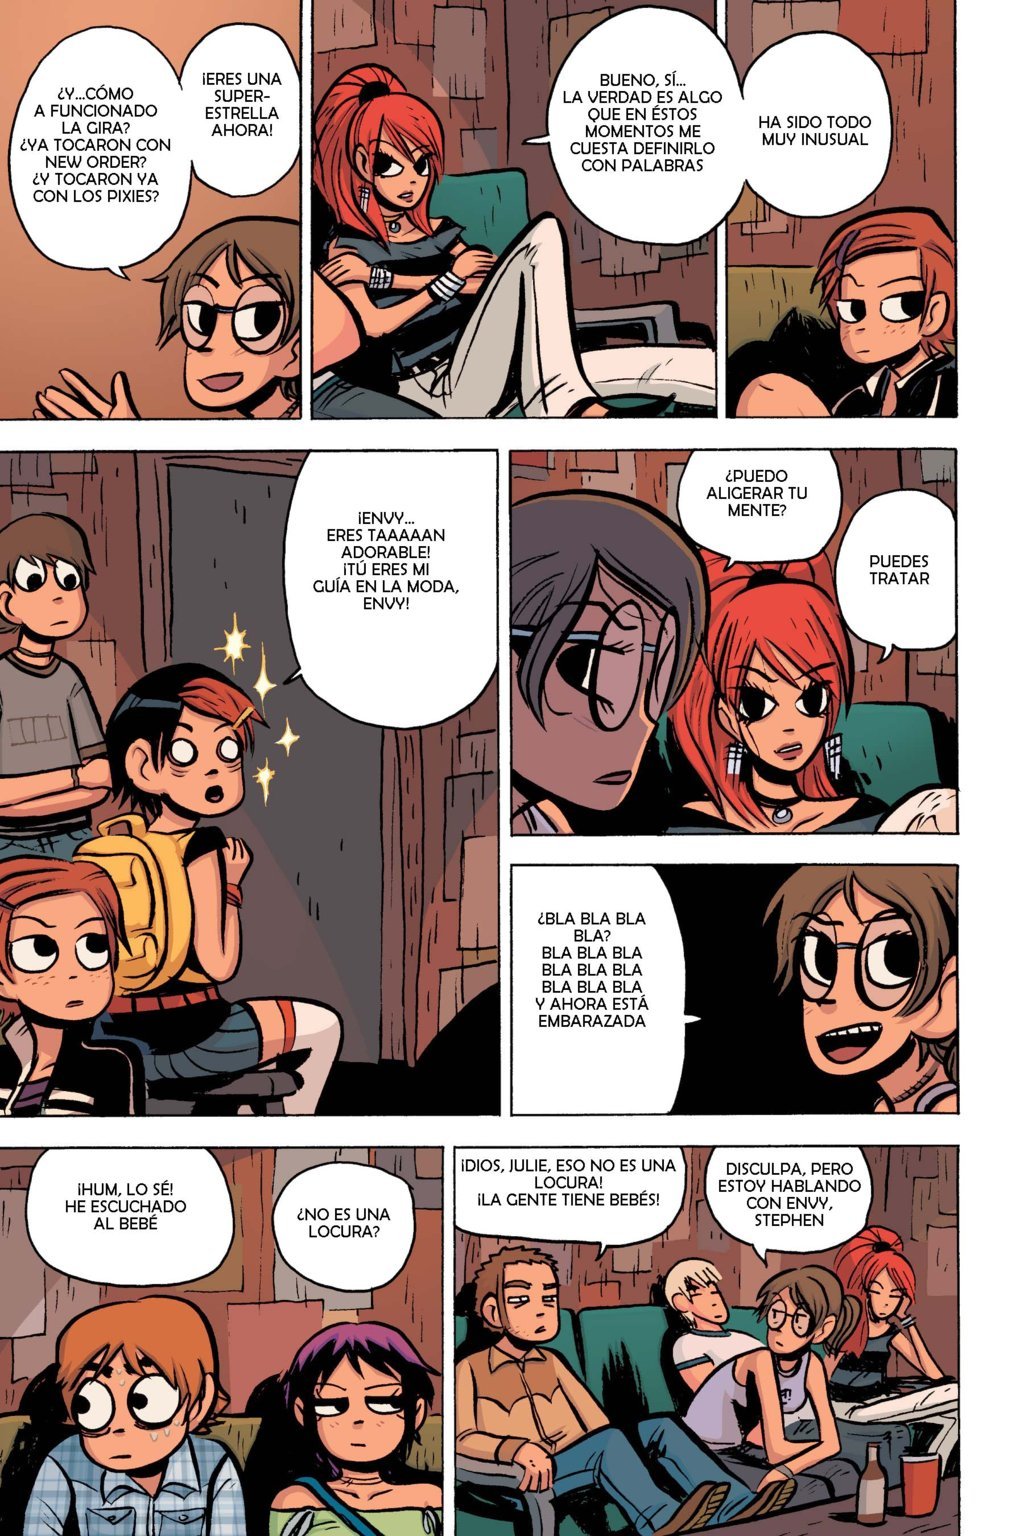 ¿Y...CÓMO
A FUNCIONADO
LA GIRA?
¿YA TOCARON CON
NEW ORDER?
¿Y TOCARON YA
CON LOS PIXIES?
¡ERES UNA
SUPER-
ESTRELLA
AHORA!
BUENO, SÍ...
LA VERDAD ES ALGO
QUE EN ÉSTOS
MOMENTOS ME
CUESTA DEFINIRLO
CON PALABRAS
HA SIDO TODO
MUY INUSUAL
¡ENVY...
ERES TAAAAAN
ADORABLE!
¡TÚ ERES MI
GUÍA EN LA MODA,
ENVY!
¿PUEDO
ALIGERAR TU
MENTE?
PUEDES
TRATAR
¿BLA BLA BLA
BLA?
BLA BLA BLA
BLA BLA BLA
BLA BLA BLA
Y AHORA ESTÁ
EMBARAZADA
¡HUM, LO SÉ!
HE ESCUCHADO
AL BEBÉ
¿NO ES UNA
LOCURA?
¡DIOS, JULIE, ESO NO ES UNA
LOCURA!
¡LA GENTE TIENE BEBÉS!
DISCULPA, PERO
ESTOY HABLANDO
CON ENVY,
STEPHEN